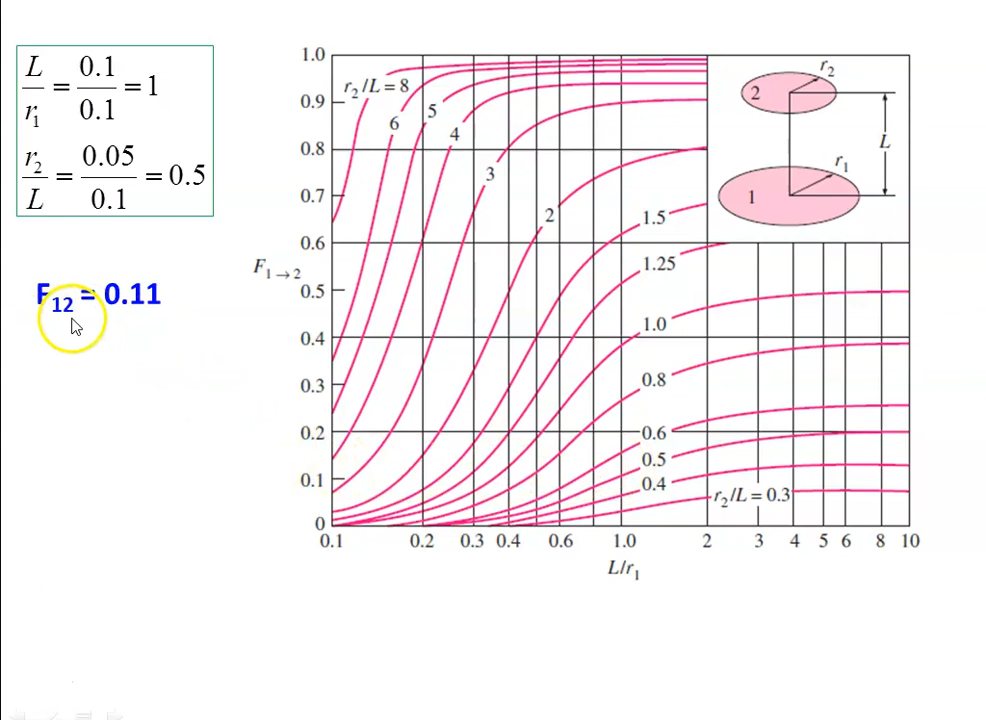 L/r₁ = 0.1/0.1 = 1
r₂/L = 0.05/0.1 = 0.5
F₁₂ = 0.11
F₁→₂
1.0
0.9
0.8
0.7
0.6
0.5
0.4
0.3
0.2
0.1
0
r₂/L = 8
6
5
4
3
2
1.5
1.25
1.0
0.8
0.6
0.5
0.4
r₂/L = 0.3
2
r₂
L
r₁
1
0.1 0.2 0.3 0.4 0.6 1.0 2 3 4 5 6 8 10
L/r₁